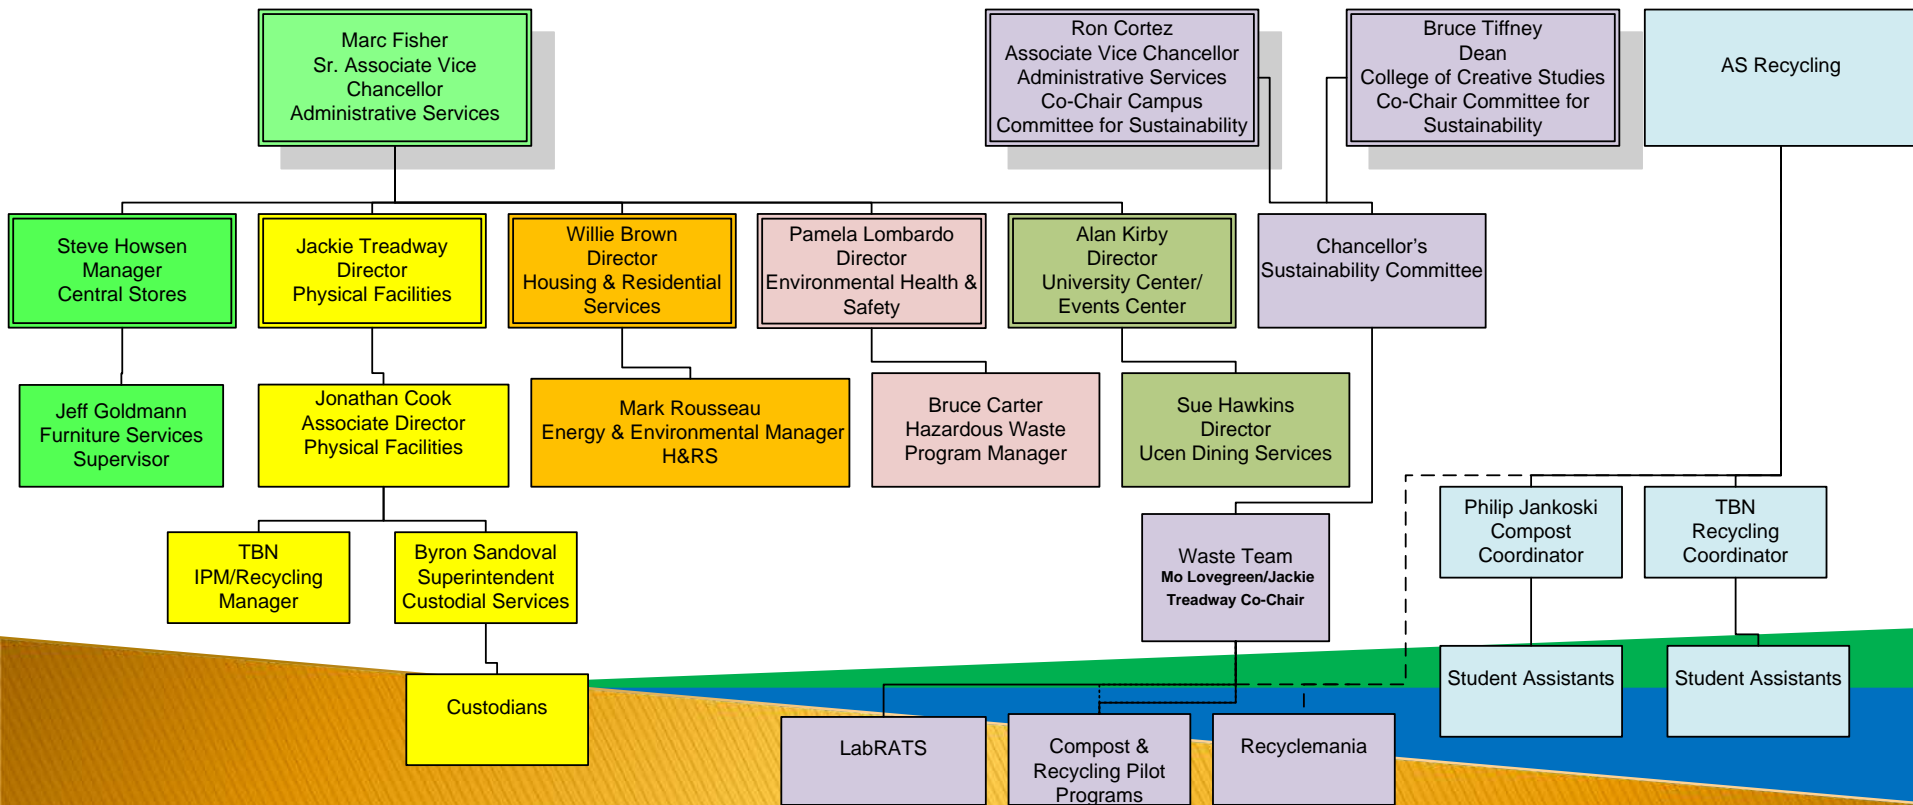 Marc Fisher
Sr. Associate Vice
Chancellor
Administrative Services
Ron Cortez
Associate Vice Chancellor
Administrative Services
Co-Chair Campus
Committee for Sustainability
Bruce Tiffney
Dean
College of Creative Studies
Co-Chair Committee for
Sustainability
AS Recycling
Steve Howsen
Manager
Central Stores
Jackie Treadway
Director
Physical Facilities
Willie Brown
Director
Housing & Residential
Services
Pamela Lombardo
Director
Environmental Health &
Safety
Alan Kirby
Director
University Center/
Events Center
Chancellor's
Sustainability Committee
Jeff Goldmann
Furniture Services
Supervisor
Jonathan Cook
Associate Director
Physical Facilities
Mark Rousseau
Energy & Environmental Manager
H&RS
Bruce Carter
Hazardous Waste
Program Manager
Sue Hawkins
Director
Ucen Dining Services
TBN
IPM/Recycling
Manager
Byron Sandoval
Superintendent
Custodial Services
Waste Team
Mo Lovegreen/Jackie
Treadway Co-Chair
Philip Jankoski
Compost
Coordinator
TBN
Recycling
Coordinator
Custodians
LabRATS
Compost &
Recycling Pilot
Programs
Recyclemania
Student Assistants
Student Assistants